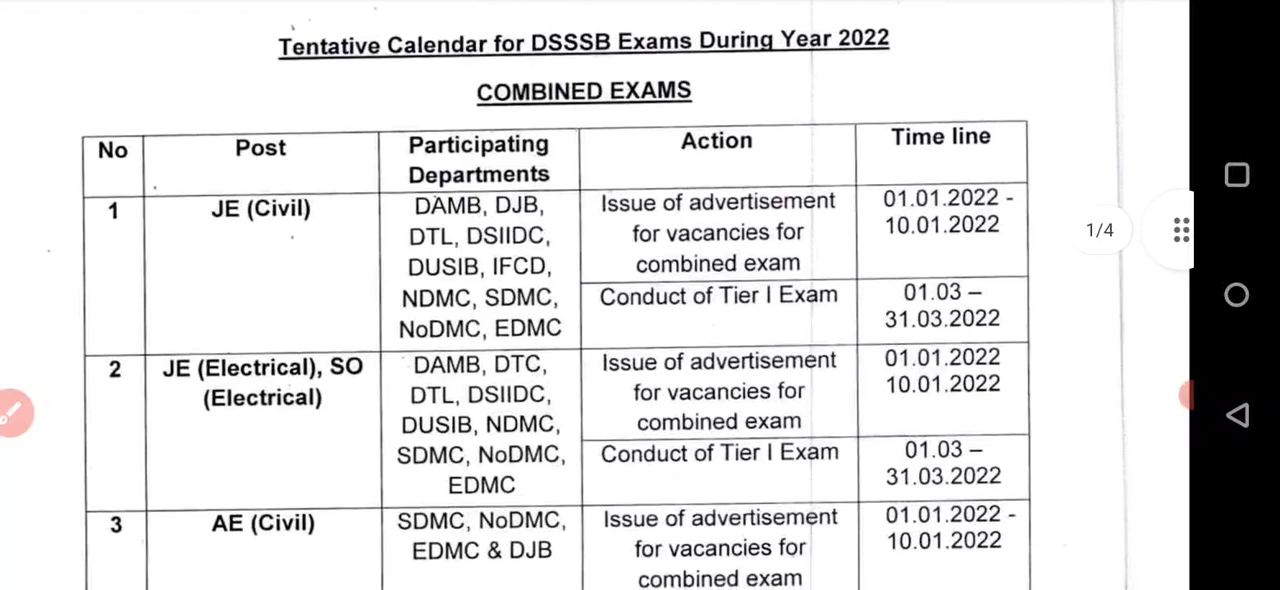 Tentative Calendar for DSSSB Exams During Year 2022
COMBINED EXAMS
No Post Participating Departments Action Time line
1 JE (Civil) DAMB, DJB, Issue of advertisement 01.01.2022 -
DTL, DSIIDC, for vacancies for 10.01.2022
DUSIB, IFCD, combined exam
NDMC, SDMC, Conduct of Tier I Exam 01.03 –
NoDMC, EDMC 31.03.2022
2 JE (Electrical), SO DAMB, DTC, Issue of advertisement 01.01.2022
(Electrical) DTL, DSIIDC, for vacancies for 10.01.2022
DUSIB, NDMC, combined exam
SDMC, NoDMC, Conduct of Tier I Exam 01.03 –
EDMC 31.03.2022
3 AE (Civil) SDMC, NoDMC, Issue of advertisement 01.01.2022 -
EDMC & DJB for vacancies for 10.01.2022
combined exam
1/4